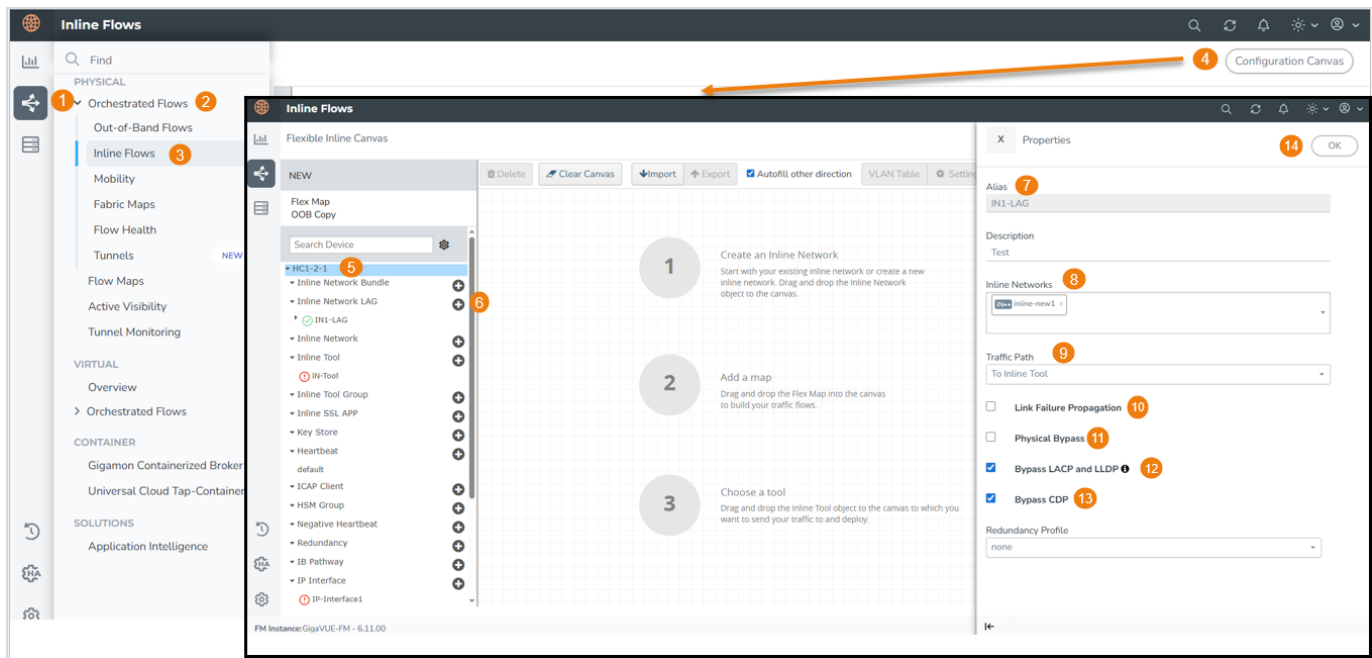 Inline Flows
4
Configuration Canvas
Find
PHYSICAL
1
Orchestrated Flows
2
Out-of-Band Flows
Inline Flows
3
Mobility
Fabric Maps
Flow Health
Tunnels
NEW
Flow Maps
Active Visibility
Tunnel Monitoring
VIRTUAL
Overview
Orchestrated Flows
CONTAINER
Gigamon Containerized Broker
Universal Cloud Tap-Container
SOLUTIONS
Application Intelligence
HA
Inline Flows
Flexible Inline Canvas
NEW
Flex Map
OOB Copy
Search Device
HC1-2-1
5
Inline Network Bundle
Inline Network LAG
6
IN1-LAG
Inline Network
Inline Tool
IN-Tool
Inline Tool Group
Inline SSL APP
Key Store
Heartbeat
default
ICAP Client
HSM Group
Negative Heartbeat
Redundancy
IB Pathway
IP Interface
IP-Interface1
HA
FM Instance:GigaVUE-FM - 6.11.00
Delete
Clear Canvas
Import
Export
Autofill other direction
VLAN Table
Setting
1
Create an Inline Network
Start with your existing inline network or create a new
inline network. Drag and drop the Inline Network
object to the canvas.
2
Add a map
Drag and drop the Flex Map into the canvas
to build your traffic flows.
3
Choose a tool
Drag and drop the Inline Tool object to the canvas to which you
want to send your traffic to and deploy.
X
Properties
14
OK
Alias
7
IN1-LAG
Description
Test
Inline Networks
8
inline-new1 ×
Traffic Path
9
To Inline Tool
Link Failure Propagation
10
Physical Bypass
11
Bypass LACP and LLDP
12
Bypass CDP
13
Redundancy Profile
none